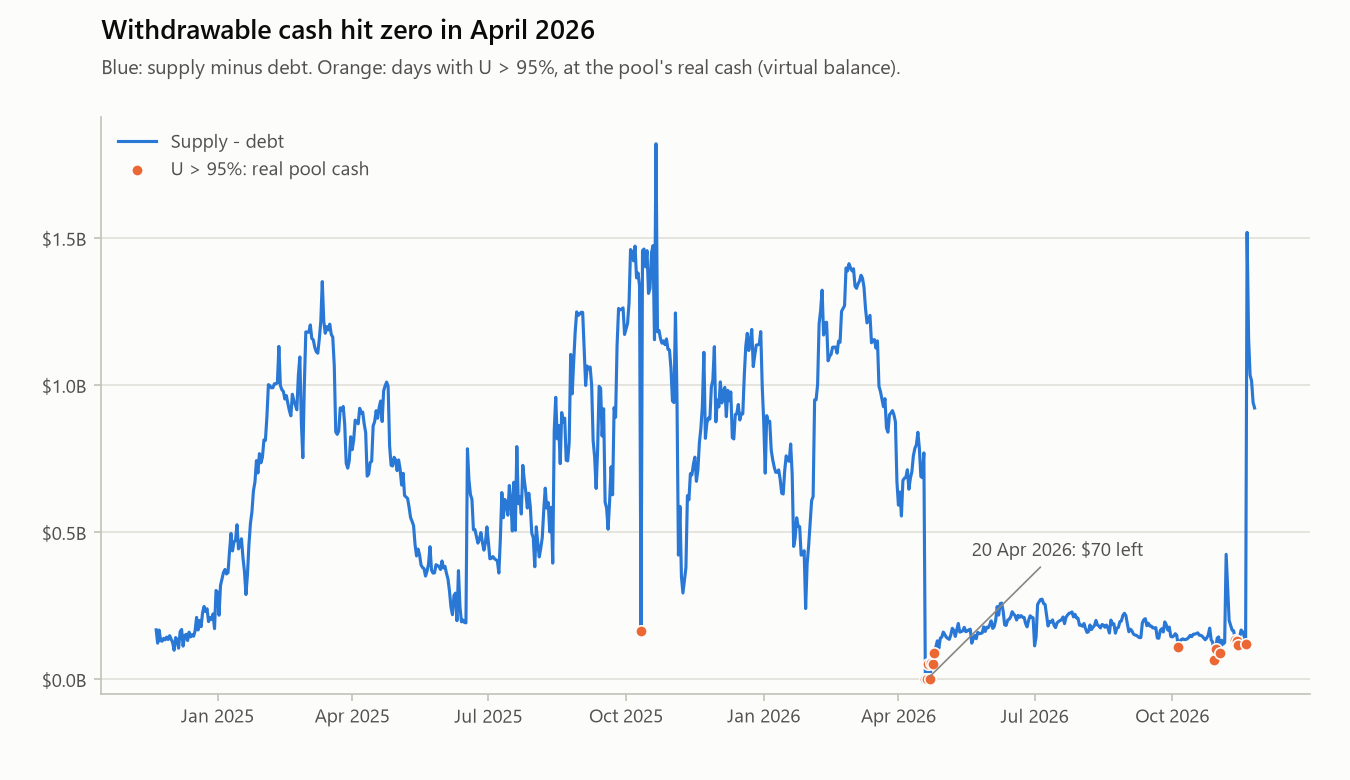 Withdrawable cash hit zero in April 2026
Blue: supply minus debt. Orange: days with U > 95%, at the pool's real cash (virtual balance).
Supply - debt
U > 95%: real pool cash
$1.5B
$1.0B
$0.5B
20 Apr 2026: $70 left
$0.0B
Jan 2025 Apr 2025 Jul 2025 Oct 2025 Jan 2026 Apr 2026 Jul 2026 Oct 2026